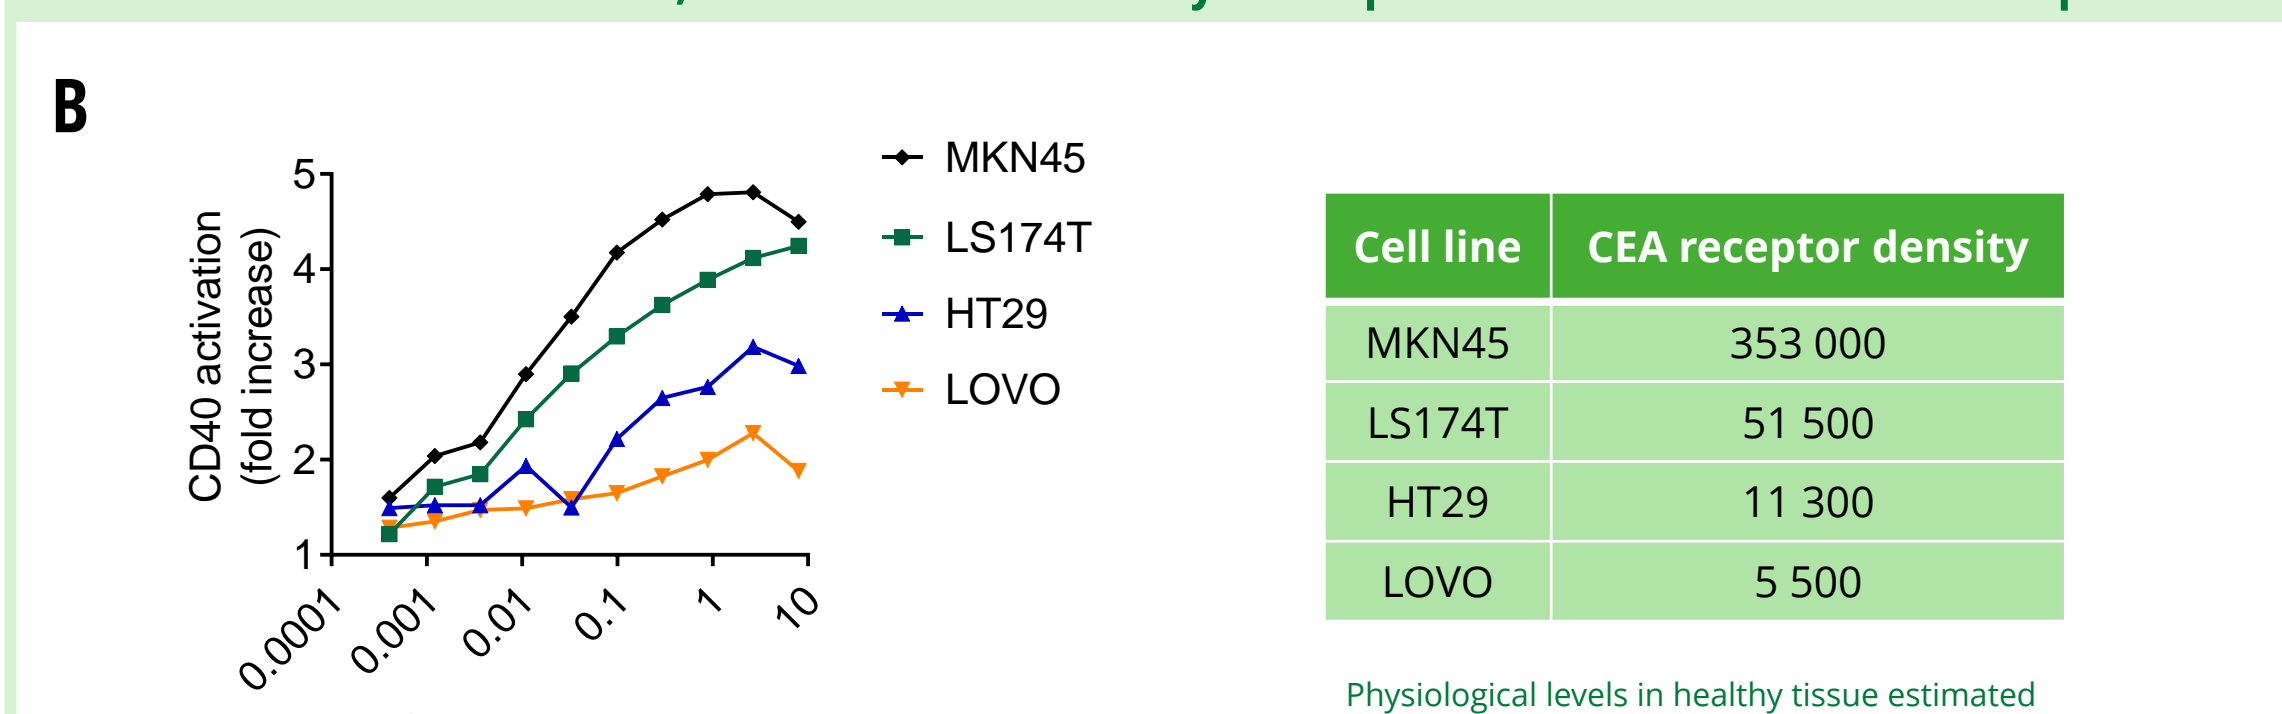 B
CD40 activation
(fold increase)
5
4
3
2
1
0.0001
0.001
0.01
0.1
1
10
MKN45
LS174T
HT29
LOVO
Cell line CEA receptor density
MKN45 353 000
LS174T 51 500
HT29 11 300
LOVO 5 500
Physiological levels in healthy tissue estimated